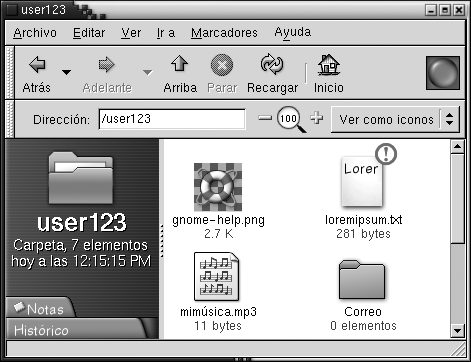 user123
Archivo Editar Ver Ir a Marcadores Ayuda
Atrás Adelante Arriba Parar Recargar Inicio
Dirección: /user123 100 Ver como iconos
user123
Carpeta, 7 elementos
hoy a las 12:15:15 PM
Notas
Histórico
gnome-help.png
2.7 K
Lorer
loremipsum.txt
281 bytes
mimúsica.mp3
11 bytes
Correo
0 elementos